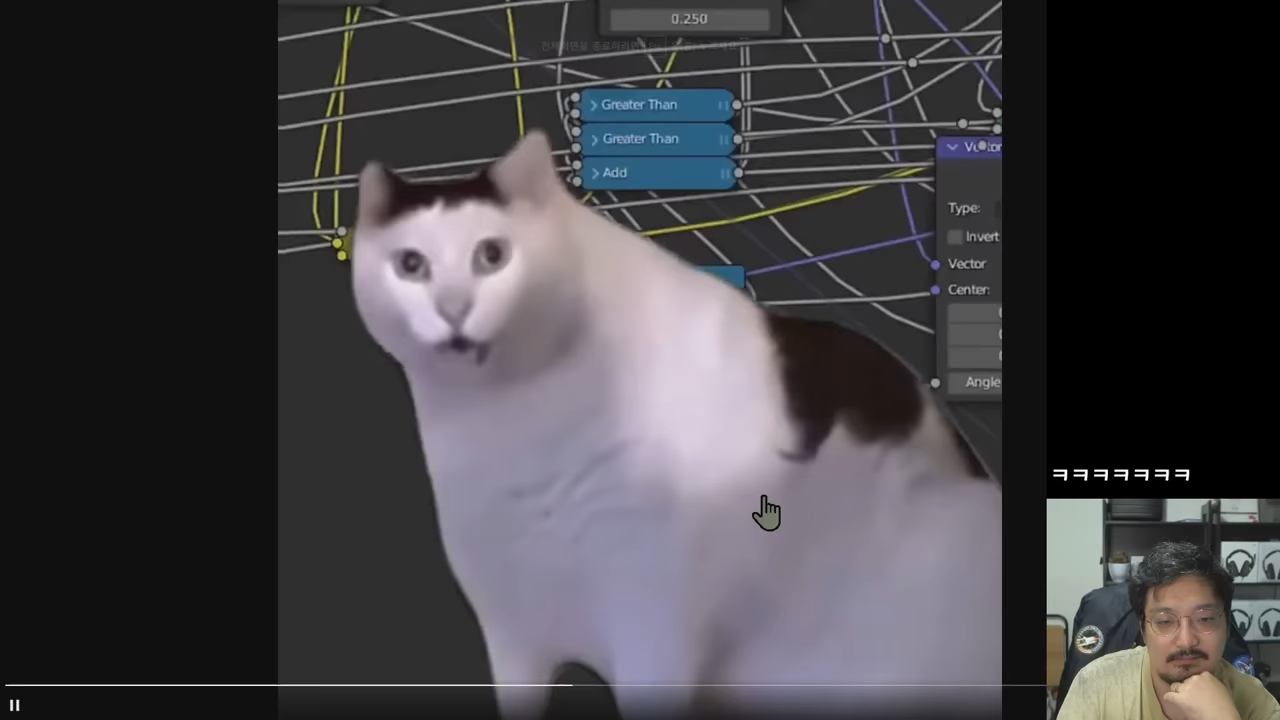 0.250
Greater Than
Greater Than
Add
Type:
Invert
Vector
Center:
Angle
ㅋㅋㅋㅋㅋㅋㅋ